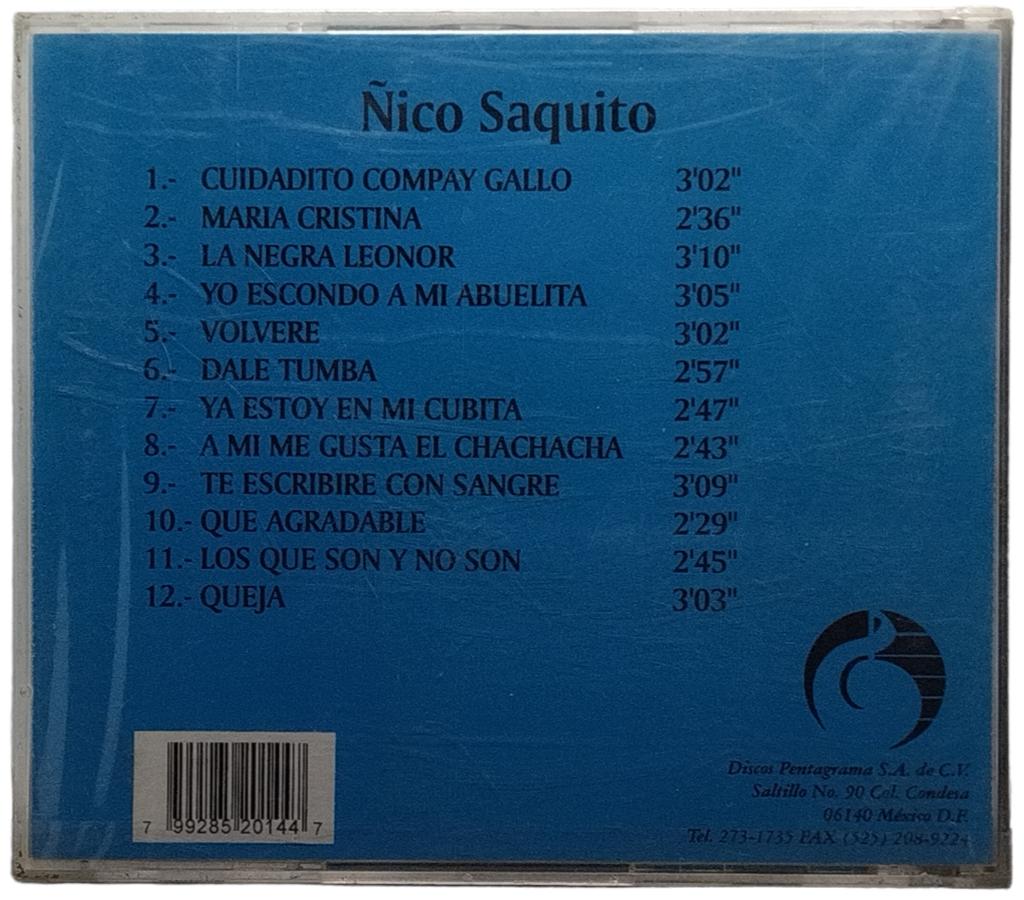 Ñico Saquito
1.- CUIDADITO COMPAY GALLO 3'02"
2.- MARIA CRISTINA 2'36"
3.- LA NEGRA LEONOR 3'10"
4.- YO ESCONDO A MI ABUELITA 3'05"
5.- VOLVERE 3'02"
6.- DALE TUMBA 2'57"
7.- YA ESTOY EN MI CUBITA 2'47"
8.- A MI ME GUSTA EL CHACHACHA 2'43"
9.- TE ESCRIBIRE CON SANGRE 3'09"
10.- QUE AGRADABLE 2'29"
11.- LOS QUE SON Y NO SON 2'45"
12.- QUEJA 3'03"
Discos Pentagrama S.A. de C.V.
Saltillo No. 90 Col. Condesa
06140 México D.F.
Tel. 273-1735 FAX (525) 208-9224
7 99285 20144 7